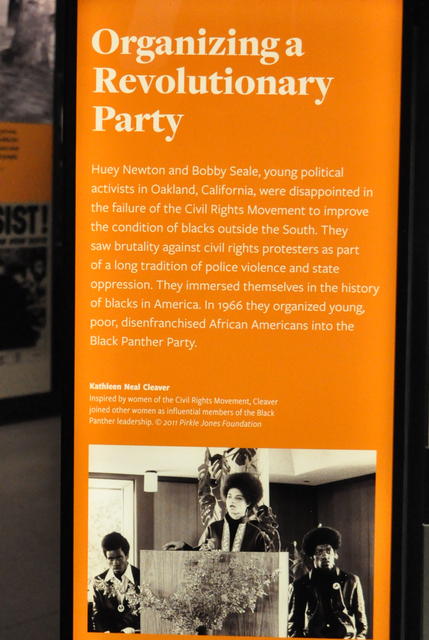 Organizing a
Revolutionary
Party
Huey Newton and Bobby Seale, young political
activists in Oakland, California, were disappointed in
the failure of the Civil Rights Movement to improve
the condition of blacks outside the South. They
saw brutality against civil rights protesters as part
of a long tradition of police violence and state
oppression. They immersed themselves in the history
of blacks in America. In 1966 they organized young,
poor, disenfranchised African Americans into the
Black Panther Party.
Kathleen Neal Cleaver
Inspired by women of the Civil Rights Movement, Cleaver
joined other women as influential members of the Black
Panther leadership. © 2011 Pirkle Jones Foundation
SIST!